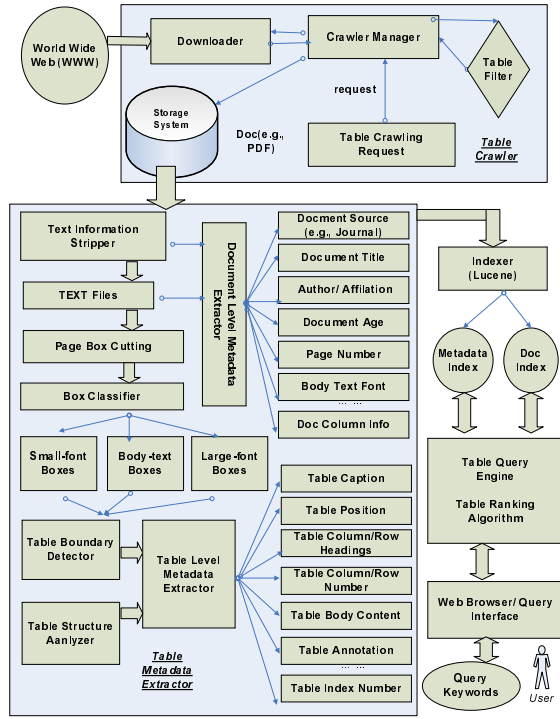 World Wide
Web (WWW)
Downloader
Crawler Manager
Table
Filter
request
Storage
System
Doc(e.g.,
PDF)
Table Crawling
Request
Table
Crawler
Text Information
Stripper
TEXT Files
Page Box Cutting
Box Classifier
Small-font
Boxes
Body-text
Boxes
Large-font
Boxes
Table Boundary
Detector
Table Structure
Aanlyzer
Table Level
Metadata
Extractor
Table
Metadata
Extractor
Document Level Metadata
Extractor
Docment Source
(e.g., Journal)
Document Title
Author/ Affilation
Document Age
Page Number
Body Text Font
... ...
Doc Column Info
Table Caption
Table Position
Table Column/Row
Headings
Table Column/Row
Number
Table Body Content
Table Annotation
... ...
Table Index Number
Indexer
(Lucene)
Metadata
Index
Doc
Index
Table Query
Engine
Table Ranking
Algorithm
Web Browser/ Query
Interface
Query
Keywords
User